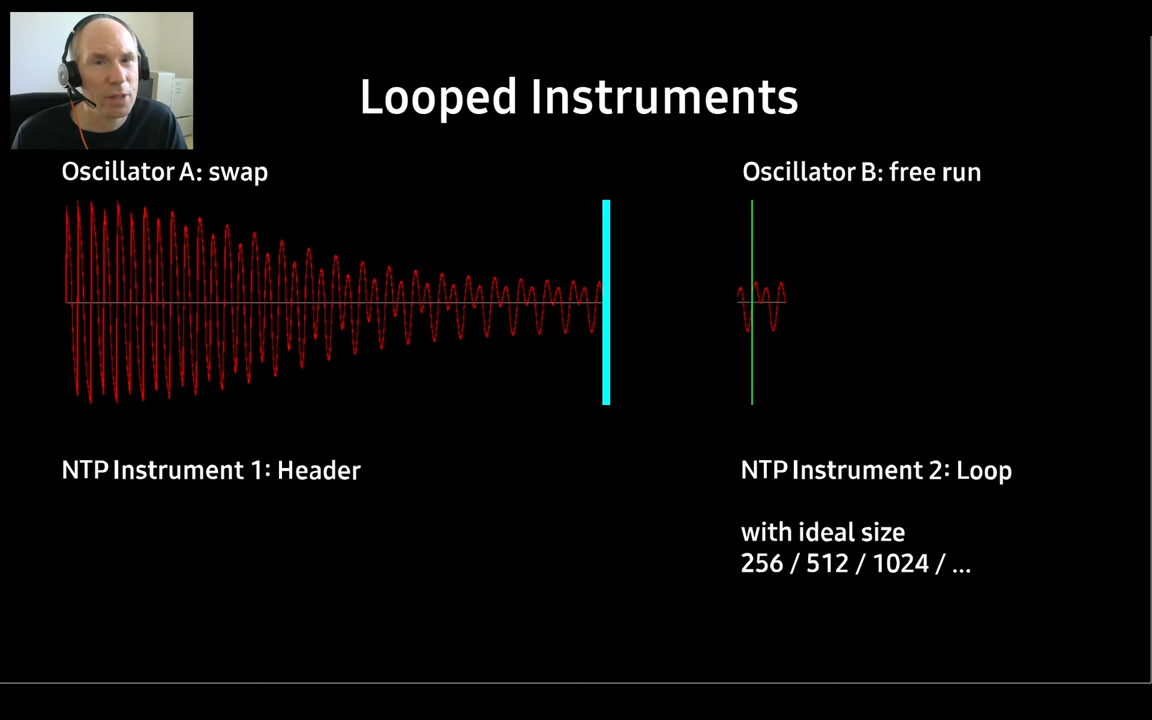 Looped Instruments
Oscillator A: swap
Oscillator B: free run
NTP Instrument 1: Header
NTP Instrument 2: Loop
with ideal size
256 / 512 / 1024 / ...